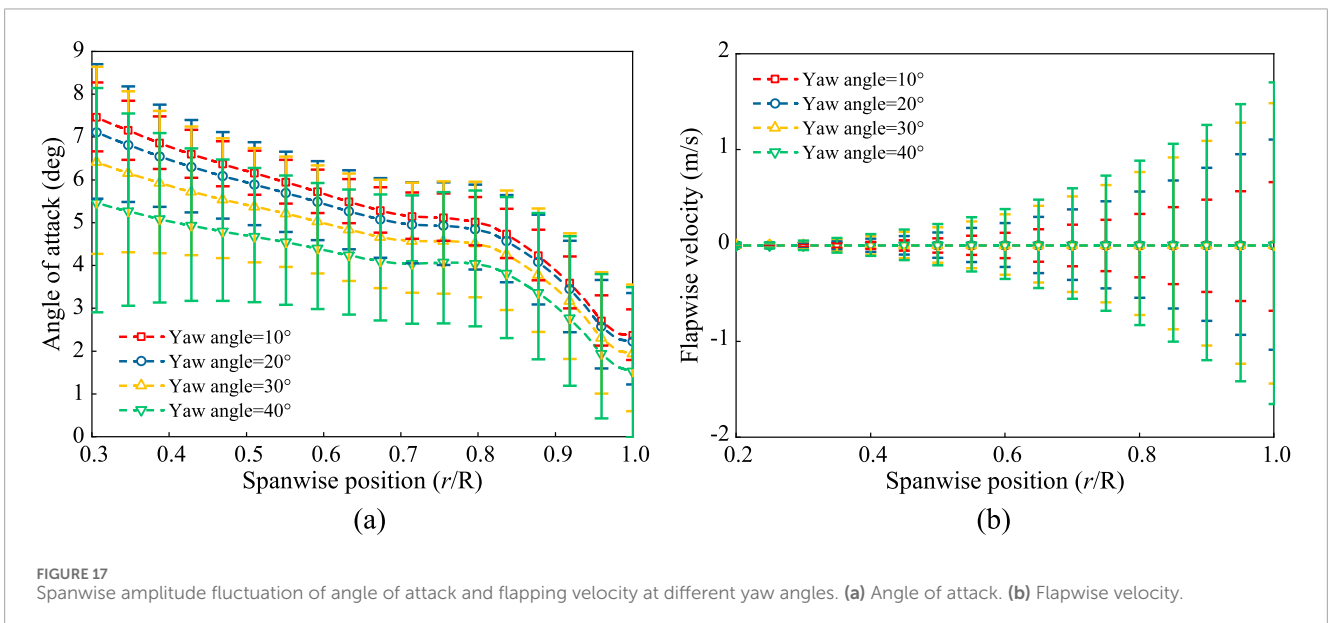 9
8
7
6
5
4
3
2
1
0
Angle of attack (deg)
Yaw angle=10°
Yaw angle=20°
Yaw angle=30°
Yaw angle=40°
0.3 0.4 0.5 0.6 0.7 0.8 0.9 1.0
Spanwise position (r/R)
(a)
2
1
0
-1
-2
Flapwise velocity (m/s)
Yaw angle=10°
Yaw angle=20°
Yaw angle=30°
Yaw angle=40°
0.2 0.4 0.6 0.8 1.0
Spanwise position (r/R)
(b)
FIGURE 17
Spanwise amplitude fluctuation of angle of attack and flapping velocity at different yaw angles. (a) Angle of attack. (b) Flapwise velocity.